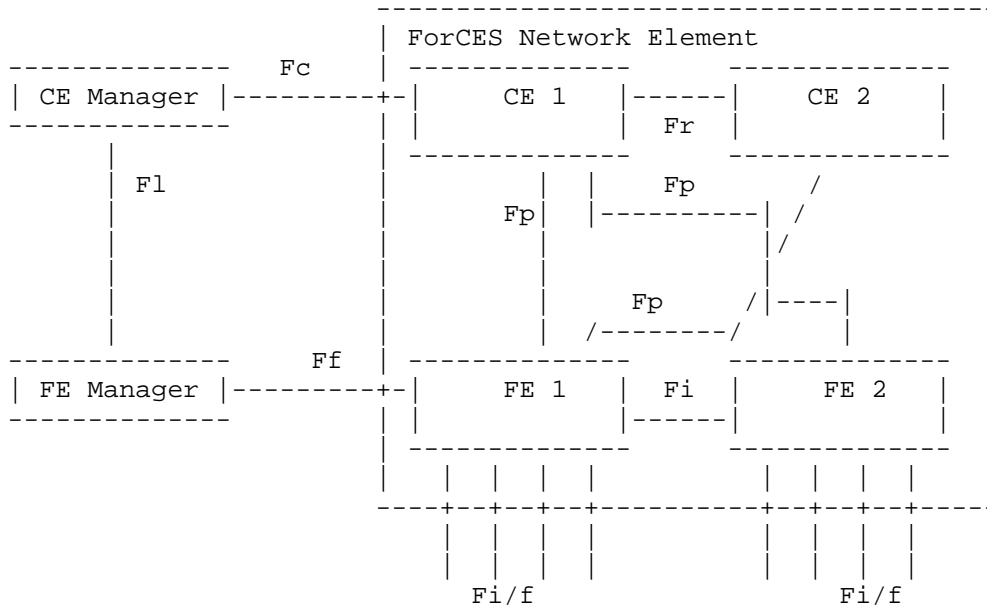 ForCES Network Element
Fc
CE Manager
CE 1
CE 2
Fr
Fl
Fp
Fp
Fp
Ff
FE Manager
FE 1
Fi
FE 2
Fi/f
Fi/f